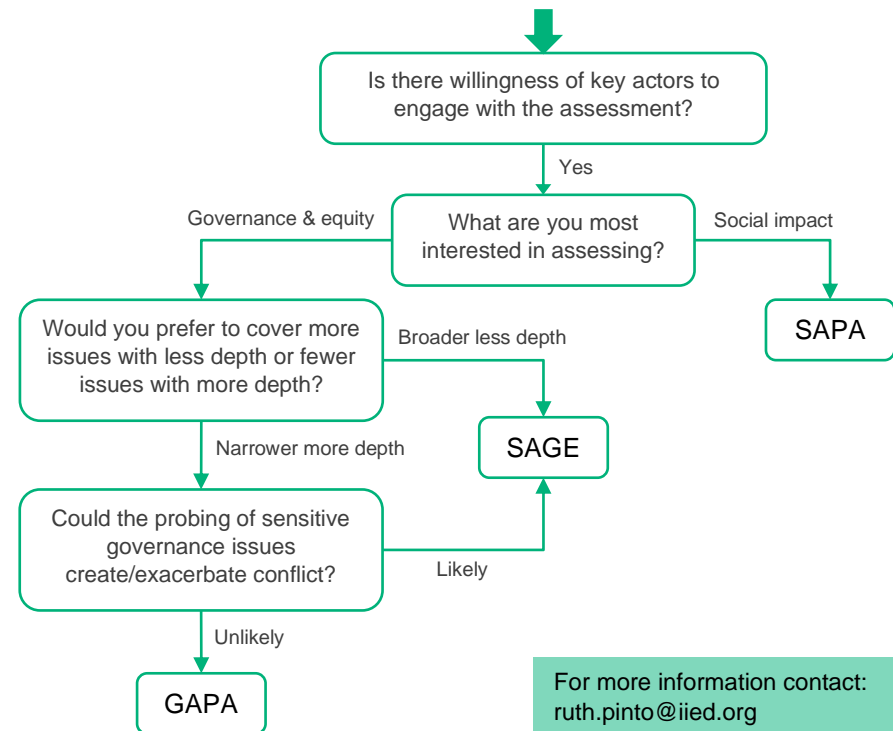 Is there willingness of key actors to
engage with the assessment?
Yes
Governance & equity
What are you most
interested in assessing?
Social impact
Would you prefer to cover more
issues with less depth or fewer
issues with more depth?
Broader less depth
SAPA
Narrower more depth
SAGE
Could the probing of sensitive
governance issues
create/exacerbate conflict?
Likely
Unlikely
GAPA
For more information contact:
ruth.pinto@iied.org